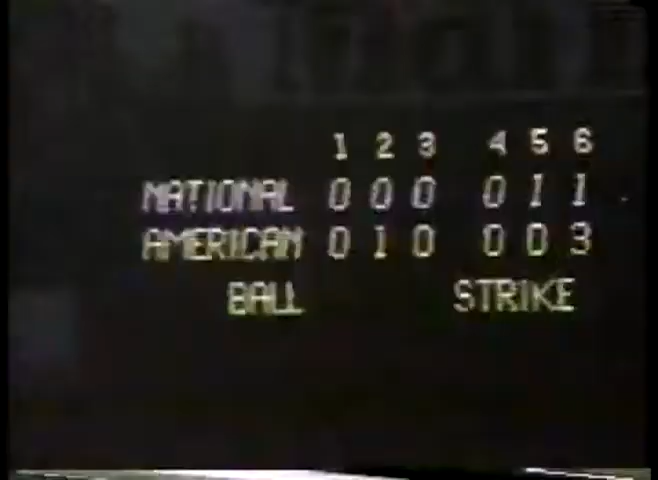 1 2 3 4 5 6
NATIONAL 0 0 0 0 1 1
AMERICAN 0 1 0 0 0 3
BALL STRIKE